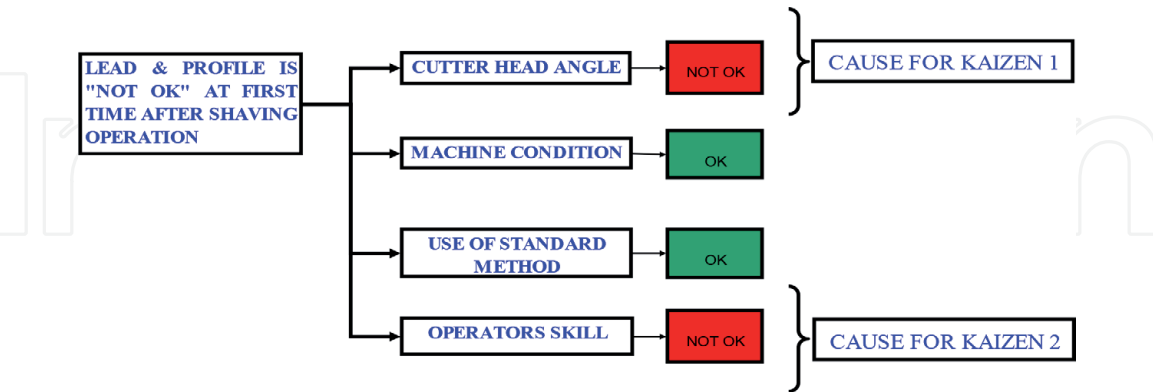 LEAD & PROFILE IS
"NOT OK" AT FIRST
TIME AFTER SHAVING
OPERATION
CUTTER HEAD ANGLE
NOT OK
CAUSE FOR KAIZEN 1
MACHINE CONDITION
OK
USE OF STANDARD
METHOD
OK
OPERATORS SKILL
NOT OK
CAUSE FOR KAIZEN 2